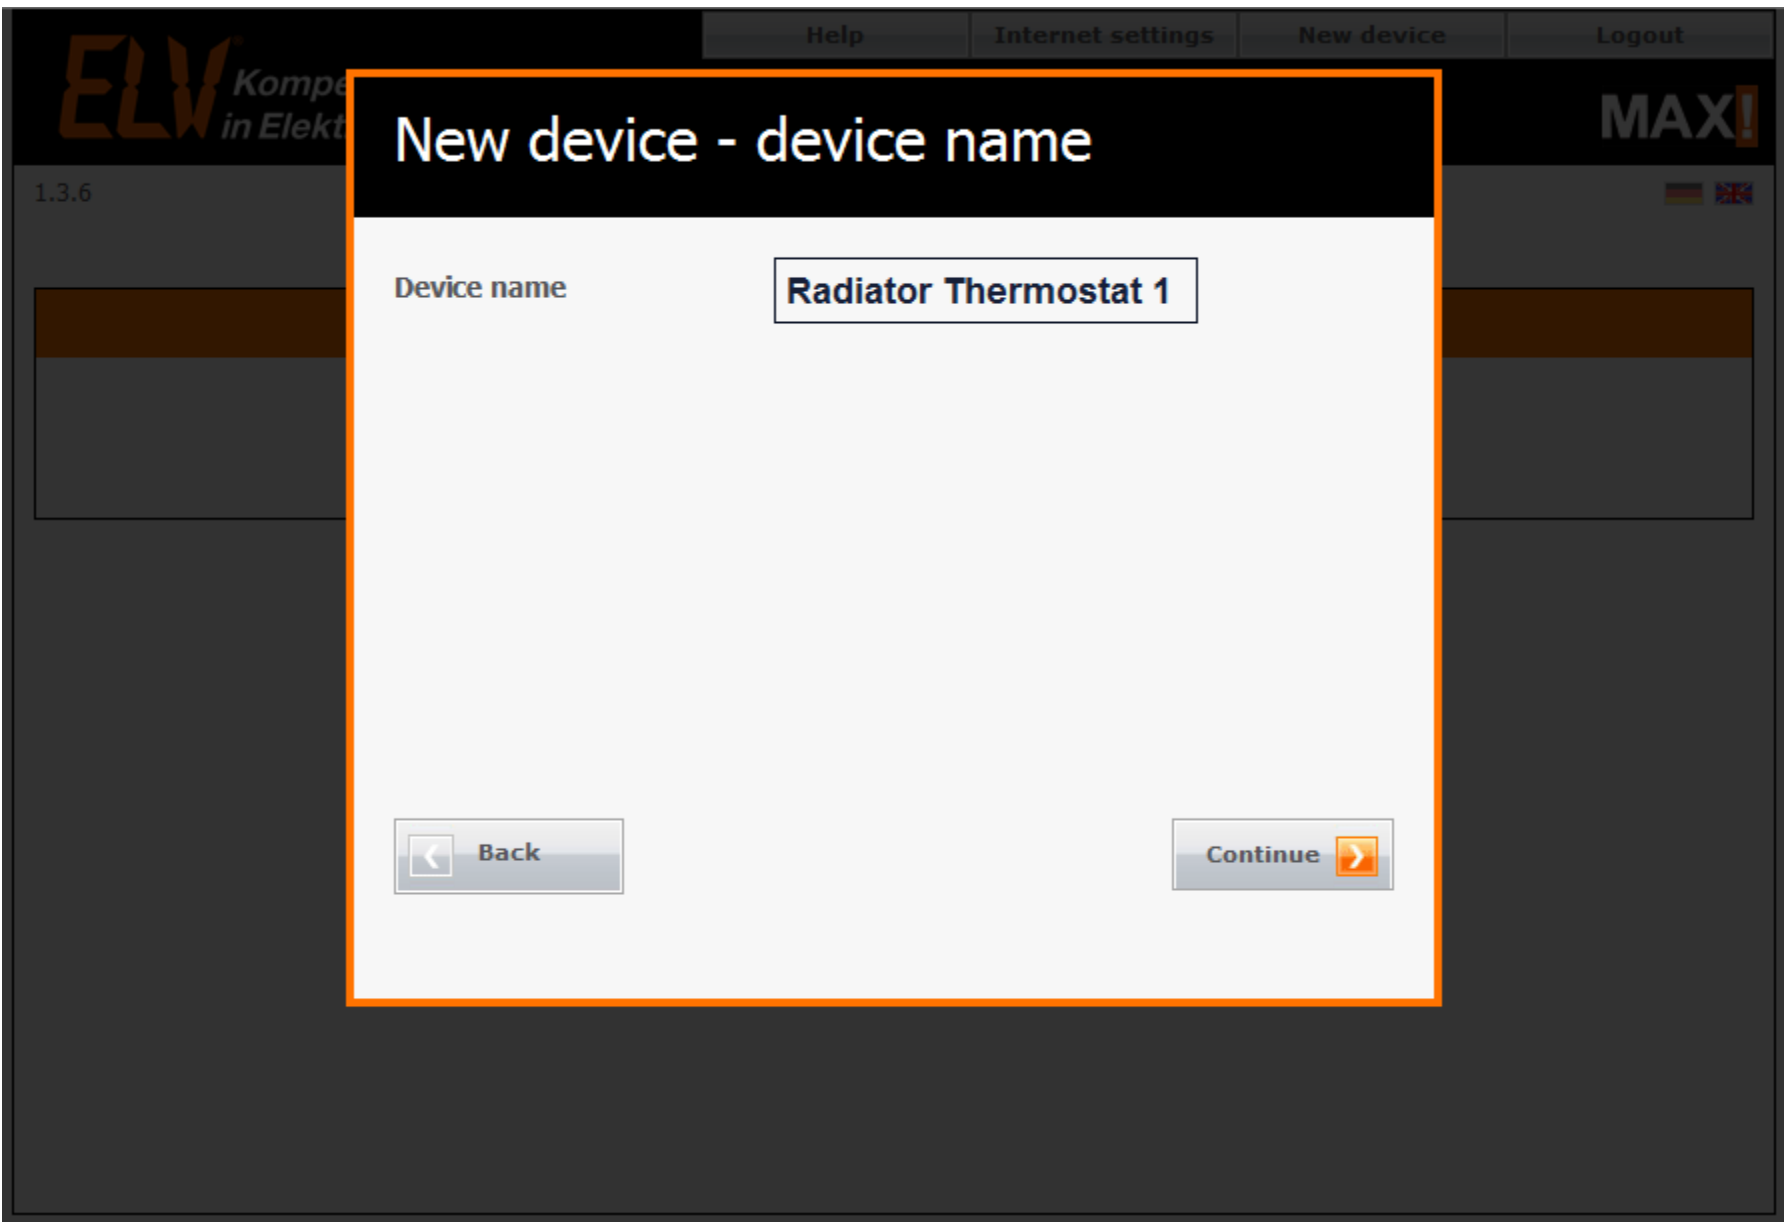 Help Internet settings New device Logout
ELV Kompe
in Elekt
MAX!
1.3.6
New device - device name
Device name Radiator Thermostat 1
Back Continue